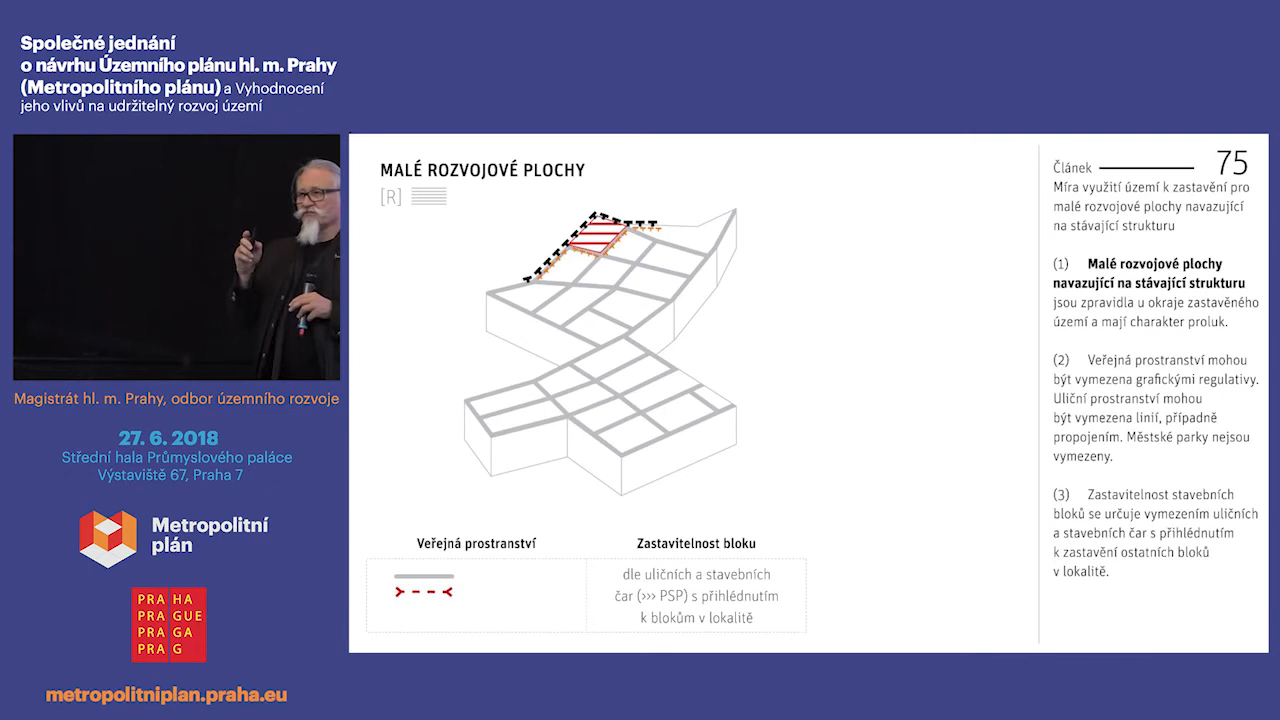 Společné jednání
o návrhu Územního plánu hl. m. Prahy
(Metropolitního plánu) a Vyhodnocení
jeho vlivů na udržitelný rozvoj území
Magistrát hl. m. Prahy, odbor územního rozvoje
27. 6. 2018
Střední hala Průmyslového paláce
Výstaviště 67, Praha 7
Metropolitní
plán
PRA HA
PRA GUE
PRA GA
PRA G
metropolitniplan.praha.eu
MALÉ ROZVOJOVÉ PLOCHY
[R]
Veřejná prostranství
Zastavitelnost bloku
dle uličních a stavebních
čar (››› PSP) s přihlédnutím
k blokům v lokalitě
Článek 75
Míra využití území k zastavění pro
malé rozvojové plochy navazující
na stávající strukturu
(1) Malé rozvojové plochy
navazující na stávající strukturu
jsou zpravidla u okraje zastavěného
území a mají charakter proluk.
(2) Veřejná prostranství mohou
být vymezena grafickými regulativy.
Uliční prostranství mohou
být vymezena linií, případně
propojením. Městské parky nejsou
vymezeny.
(3) Zastavitelnost stavebních
bloků se určuje vymezením uličních
a stavebních čar s přihlédnutím
k zastavění ostatních bloků
v lokalitě.